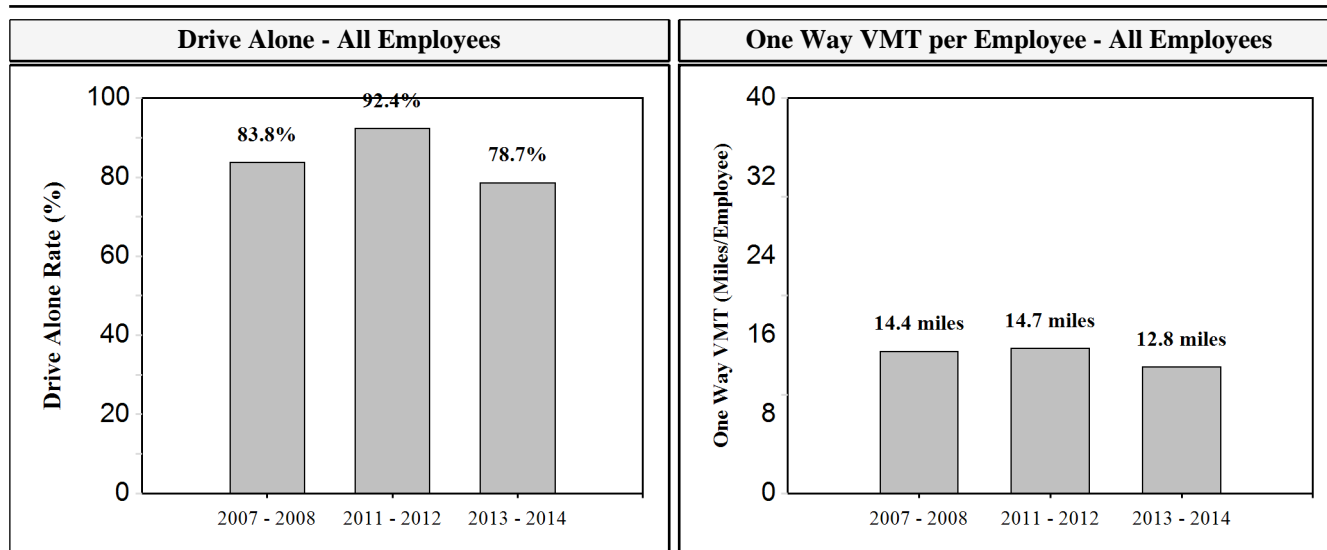 Drive Alone - All Employees
100
80
60
40
20
0
Drive Alone Rate (%)
83.8%
92.4%
78.7%
2007 - 2008
2011 - 2012
2013 - 2014
One Way VMT per Employee - All Employees
40
32
24
16
8
0
One Way VMT (Miles/Employee)
14.4 miles
14.7 miles
12.8 miles
2007 - 2008
2011 - 2012
2013 - 2014